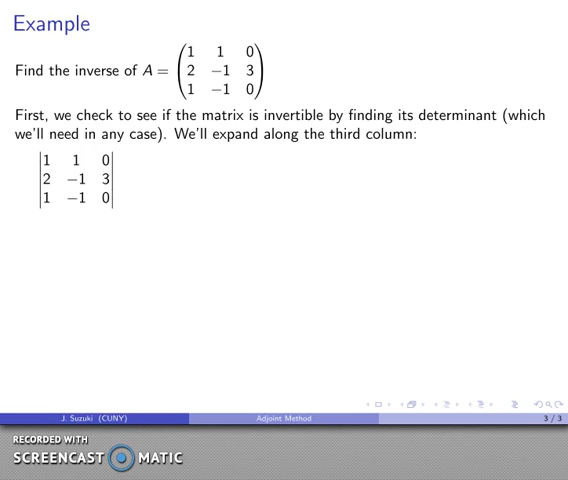 Example
Find the inverse of A = 
1 1 0
2 −1 3
1 −1 0
First, we check to see if the matrix is invertible by finding its determinant (which
we'll need in any case). We'll expand along the third column:
1 1 0
2 −1 3
1 −1 0
J. Suzuki (CUNY) Adjoint Method 3 / 3
RECORDED WITH
SCREENCAST MATIC